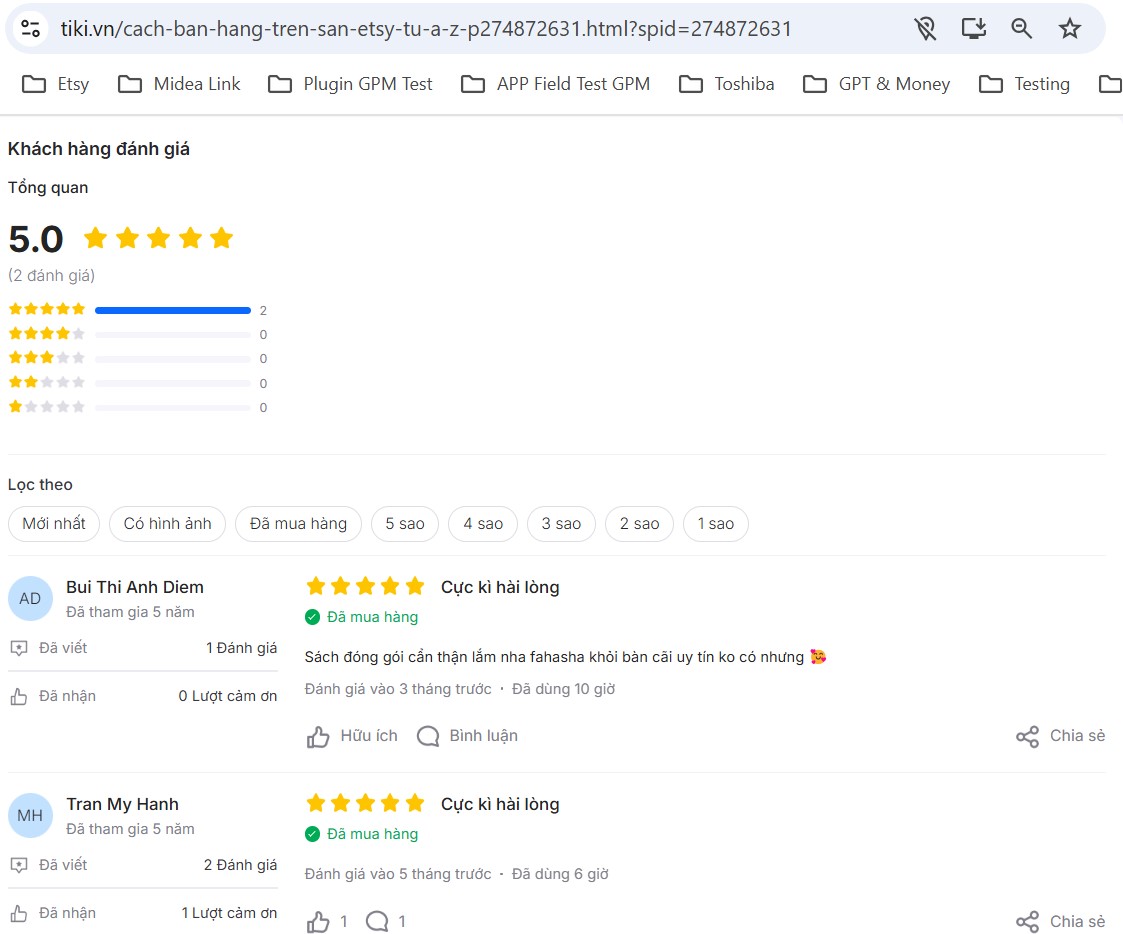 tiki.vn/cach-ban-hang-tren-san-etsy-tu-a-z-p274872631.html?spid=274872631
Etsy Midea Link Plugin GPM Test APP Field Test GPM Toshiba GPT & Money Testing
Khách hàng đánh giá
Tổng quan
5.0
(2 đánh giá)
2
0
0
0
0
Lọc theo
Mới nhất Có hình ảnh Đã mua hàng 5 sao 4 sao 3 sao 2 sao 1 sao
AD
Bui Thi Anh Diem
Đã tham gia 5 năm
Đã viết 1 Đánh giá
Đã nhận 0 Lượt cảm ơn
Cực kì hài lòng
Đã mua hàng
Sách đóng gói cẩn thận lắm nha fahasha khỏi bàn cãi uy tín ko có nhưng 🥰
Đánh giá vào 3 tháng trước · Đã dùng 10 giờ
Hữu ích Bình luận Chia sẻ
MH
Tran My Hanh
Đã tham gia 5 năm
Đã viết 2 Đánh giá
Đã nhận 1 Lượt cảm ơn
Cực kì hài lòng
Đã mua hàng
Đánh giá vào 5 tháng trước · Đã dùng 6 giờ
1 1 Chia sẻ